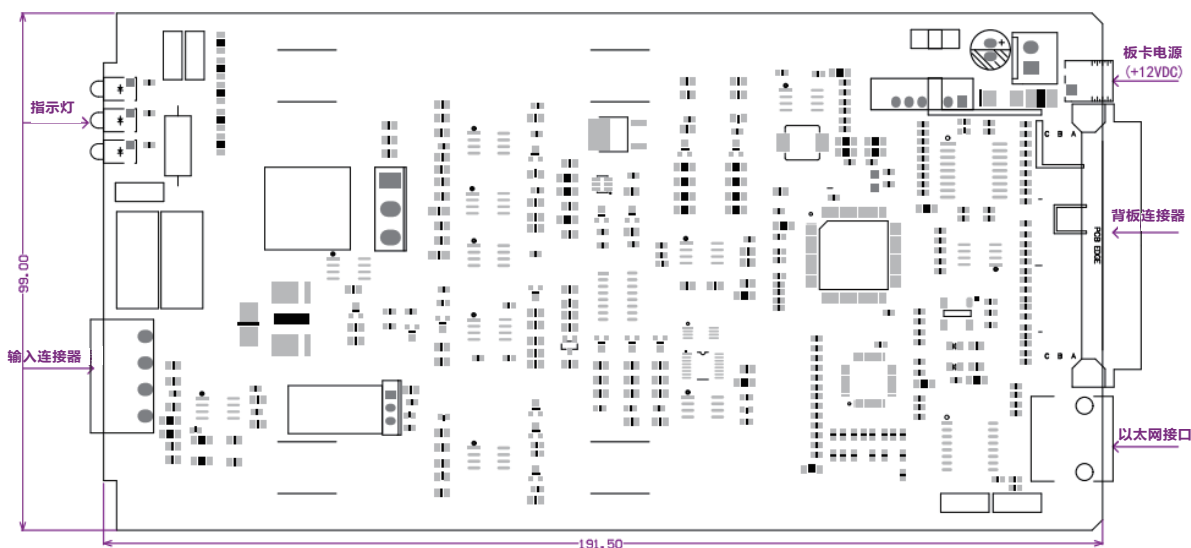 板卡电源
(+12VDC)
指示灯
+
C B A
背板连接器
PCB EDGE
99.00
输入连接器
C B A
以太网接口
191.50